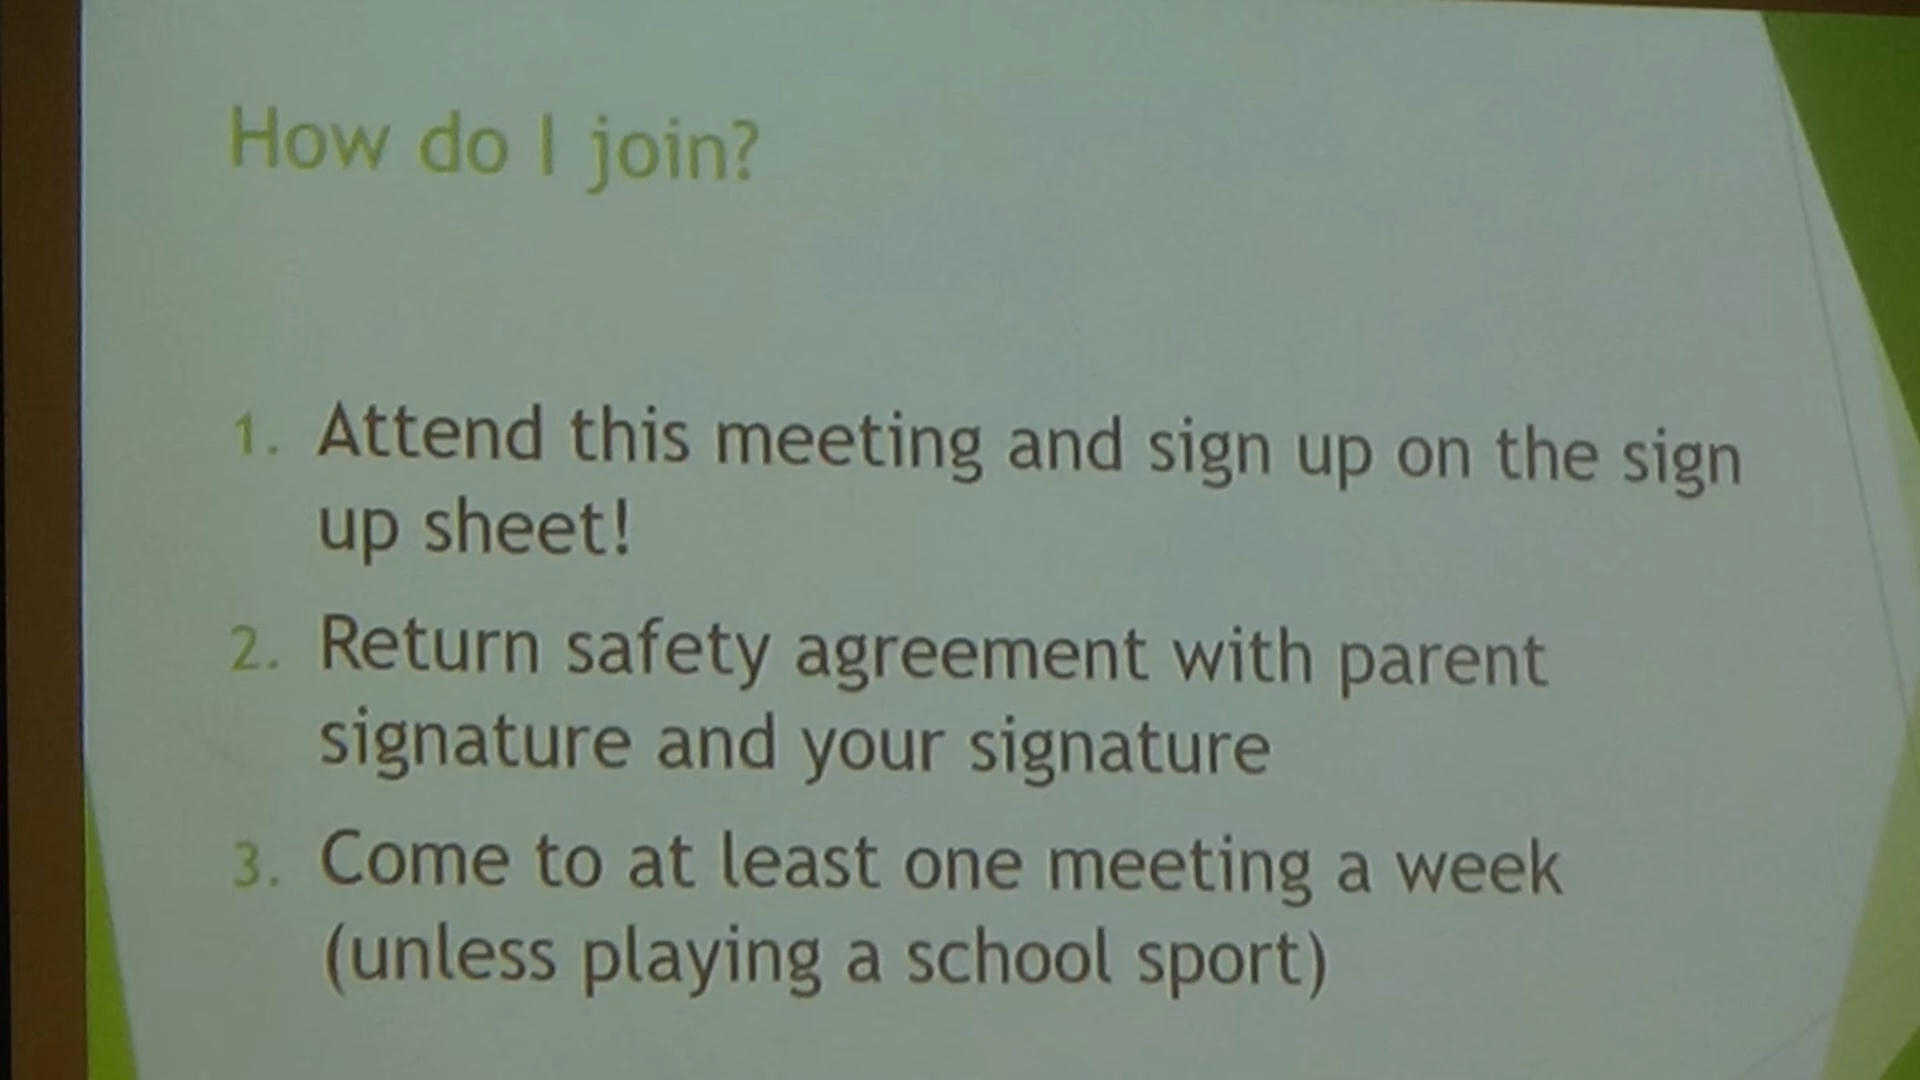 How do I join?
1. Attend this meeting and sign up on the sign
up sheet!
2. Return safety agreement with parent
signature and your signature
3. Come to at least one meeting a week
(unless playing a school sport)